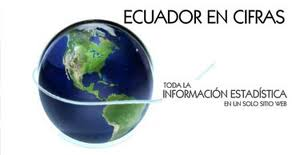 ECUADOR EN CIFRAS
TODA LA
INFORMACIÓN ESTADÍSTICA
EN UN SOLO SITIO WEB